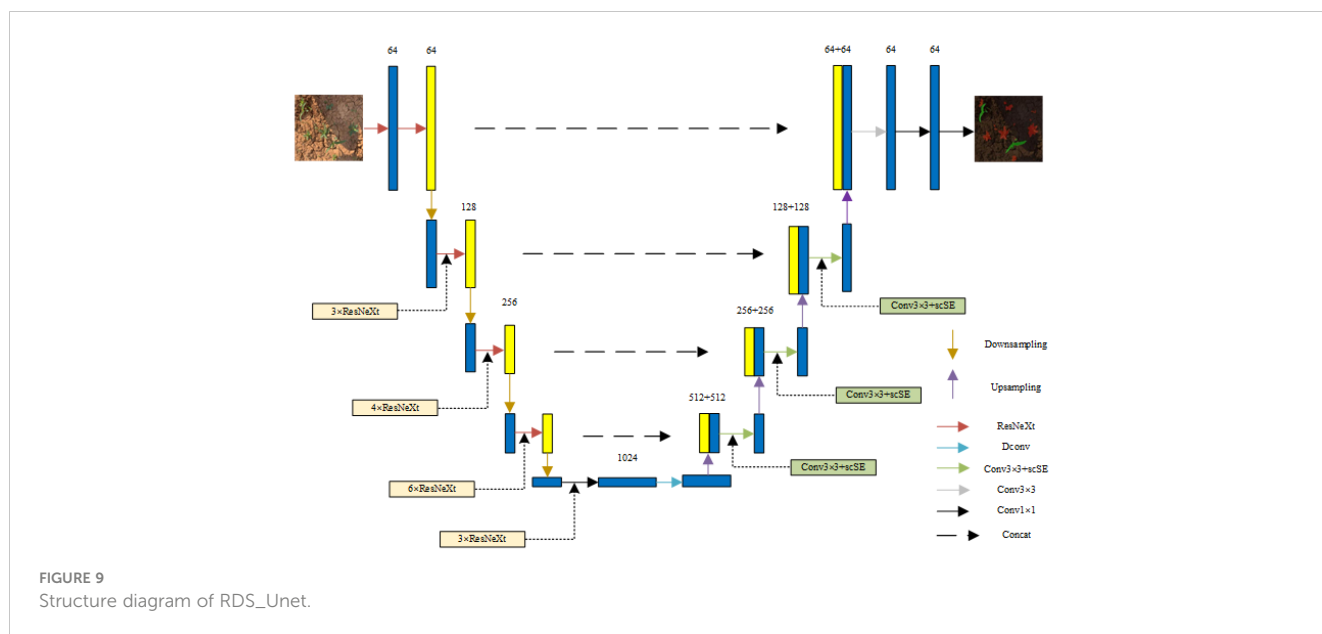 64
64
64+64
64
64
128
128+128
3×ResNeXt
Conv3×3+scSE
256
256+256
4×ResNeXt
Conv3×3+scSE
512+512
1024
6×ResNeXt
Conv3×3+scSE
3×ResNeXt
Downsampling
Upsampling
ResNeXt
Dconv
Conv3×3+scSE
Conv3×3
Conv1×1
Concat
FIGURE 9
Structure diagram of RDS_Unet.